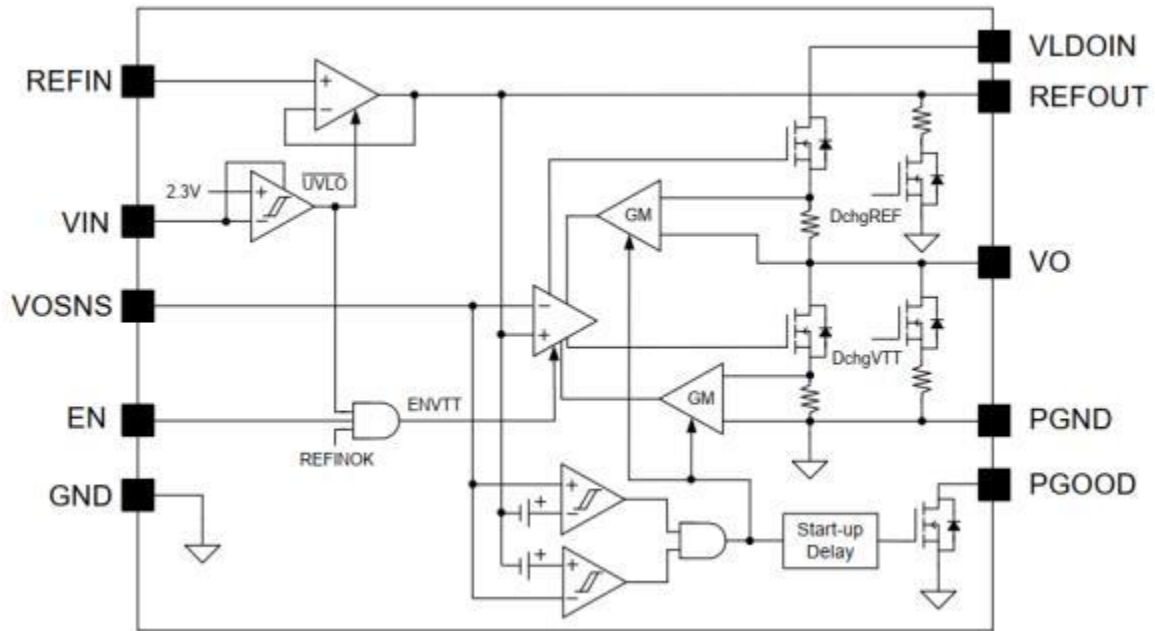 VLDOIN
REFIN
REFOUT
+
−
2.3V
UVLO
+
−
VIN
GM
DchgREF
VO
VOSNS
−
+
DchgVTT
EN
ENVTT
GM
PGND
REFINOK
GND
PGOOD
+
+
−
Start-up
Delay
+
+
−